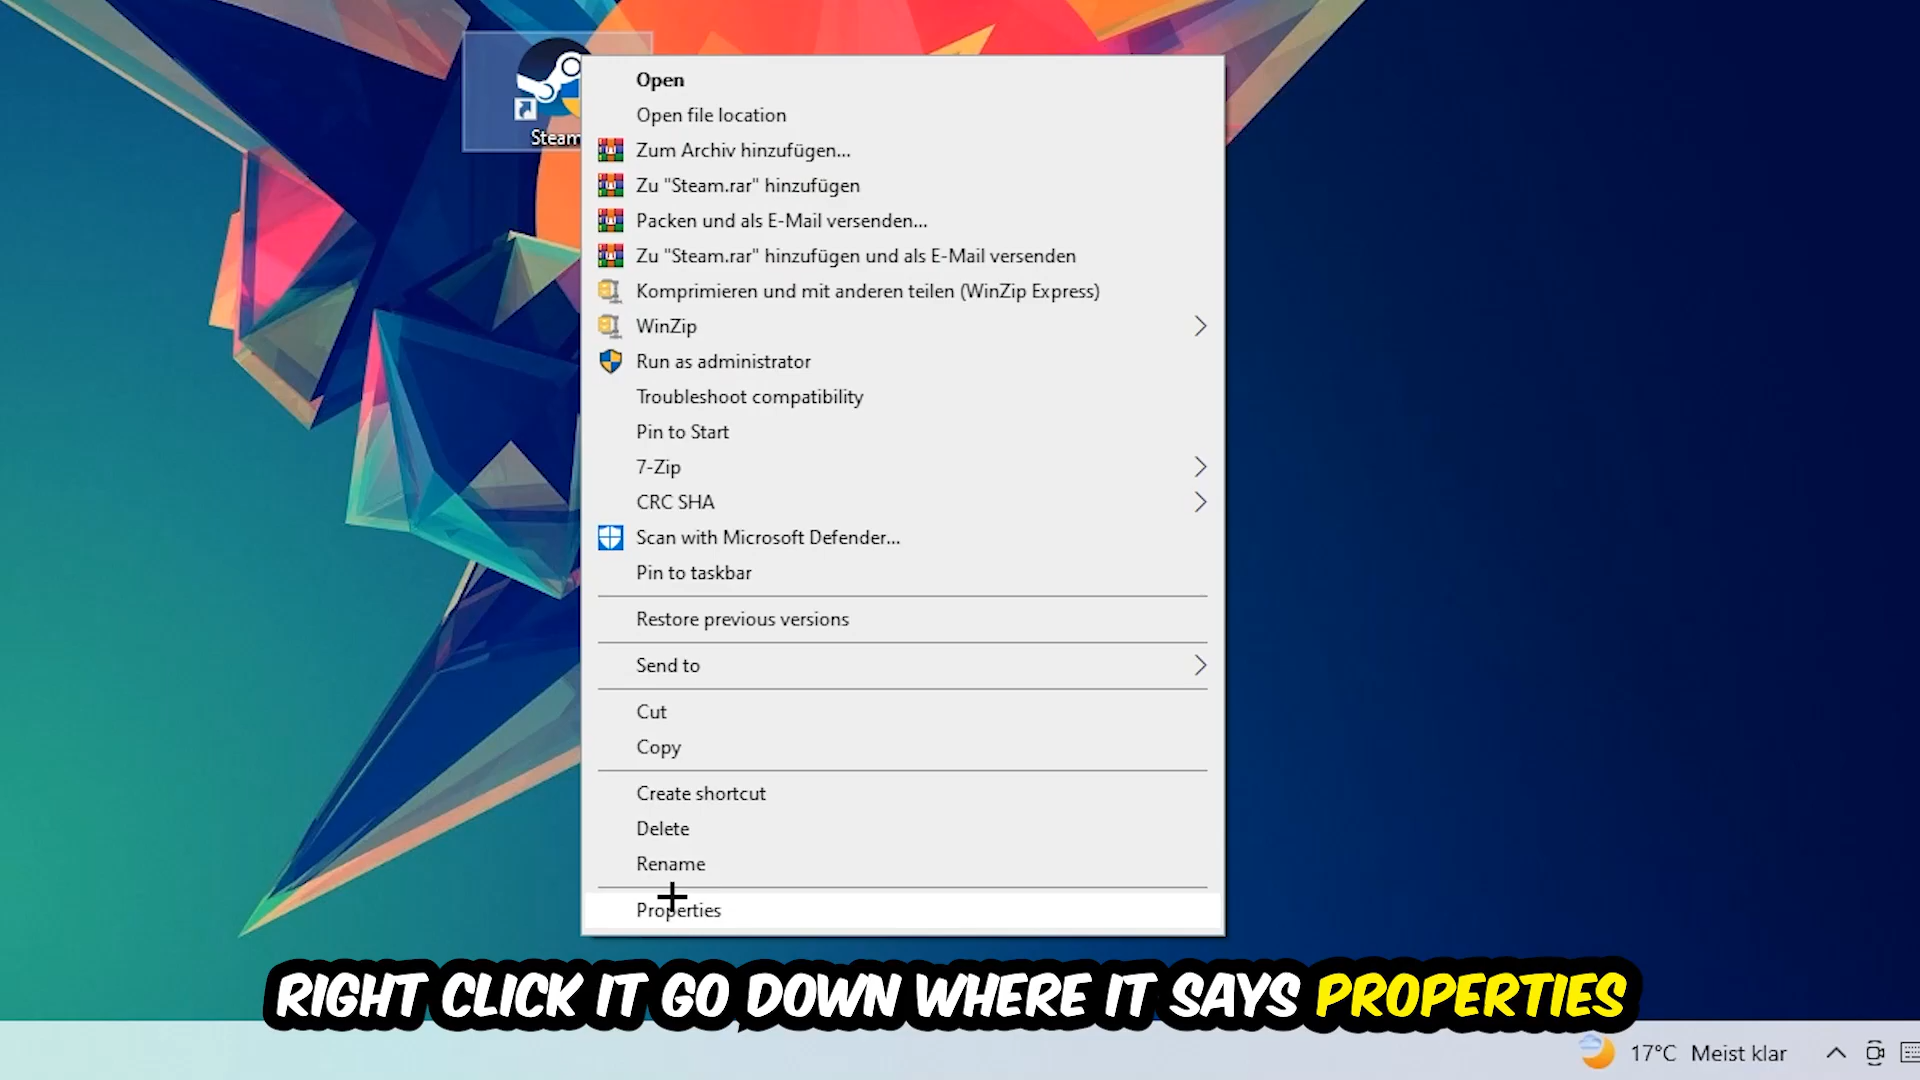 Steam
Open
Open file location
Zum Archiv hinzufügen...
Zu "Steam.rar" hinzufügen
Packen und als E-Mail versenden...
Zu "Steam.rar" hinzufügen und als E-Mail versenden
Komprimieren und mit anderen teilen (WinZip Express)
WinZip
Run as administrator
Troubleshoot compatibility
Pin to Start
7-Zip
CRC SHA
Scan with Microsoft Defender...
Pin to taskbar
Restore previous versions
Send to
Cut
Copy
Create shortcut
Delete
Rename
Properties
RIGHT CLICK IT GO DOWN WHERE IT SAYS PROPERTIES
17°C Meist klar